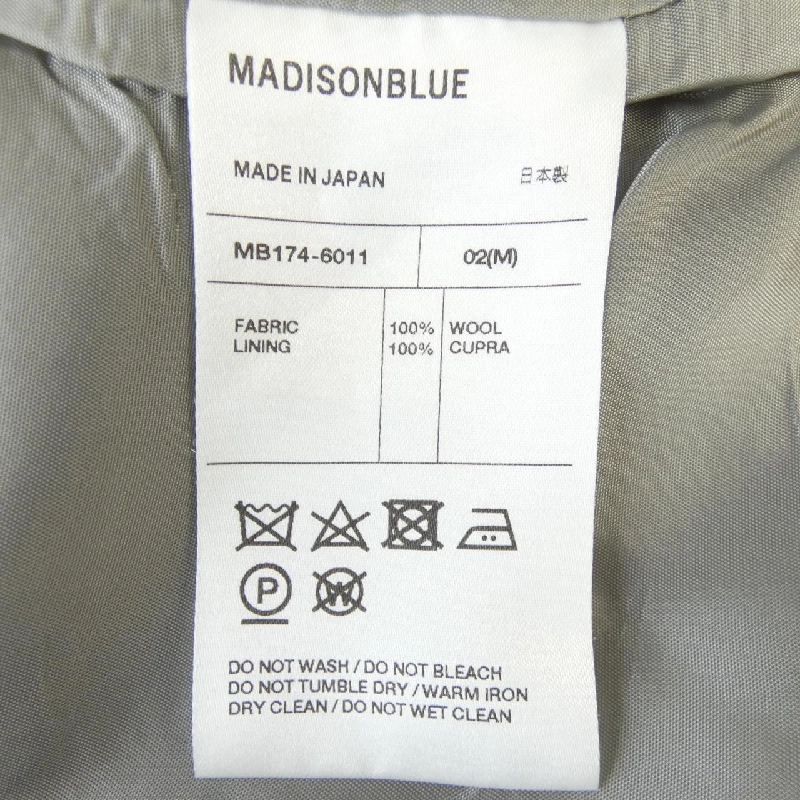 MADISONBLUE
MADE IN JAPAN 日本製
MB174-6011 02(M)
FABRIC 100% WOOL
LINING 100% CUPRA
P W
DO NOT WASH / DO NOT BLEACH
DO NOT TUMBLE DRY / WARM IRON
DRY CLEAN / DO NOT WET CLEAN